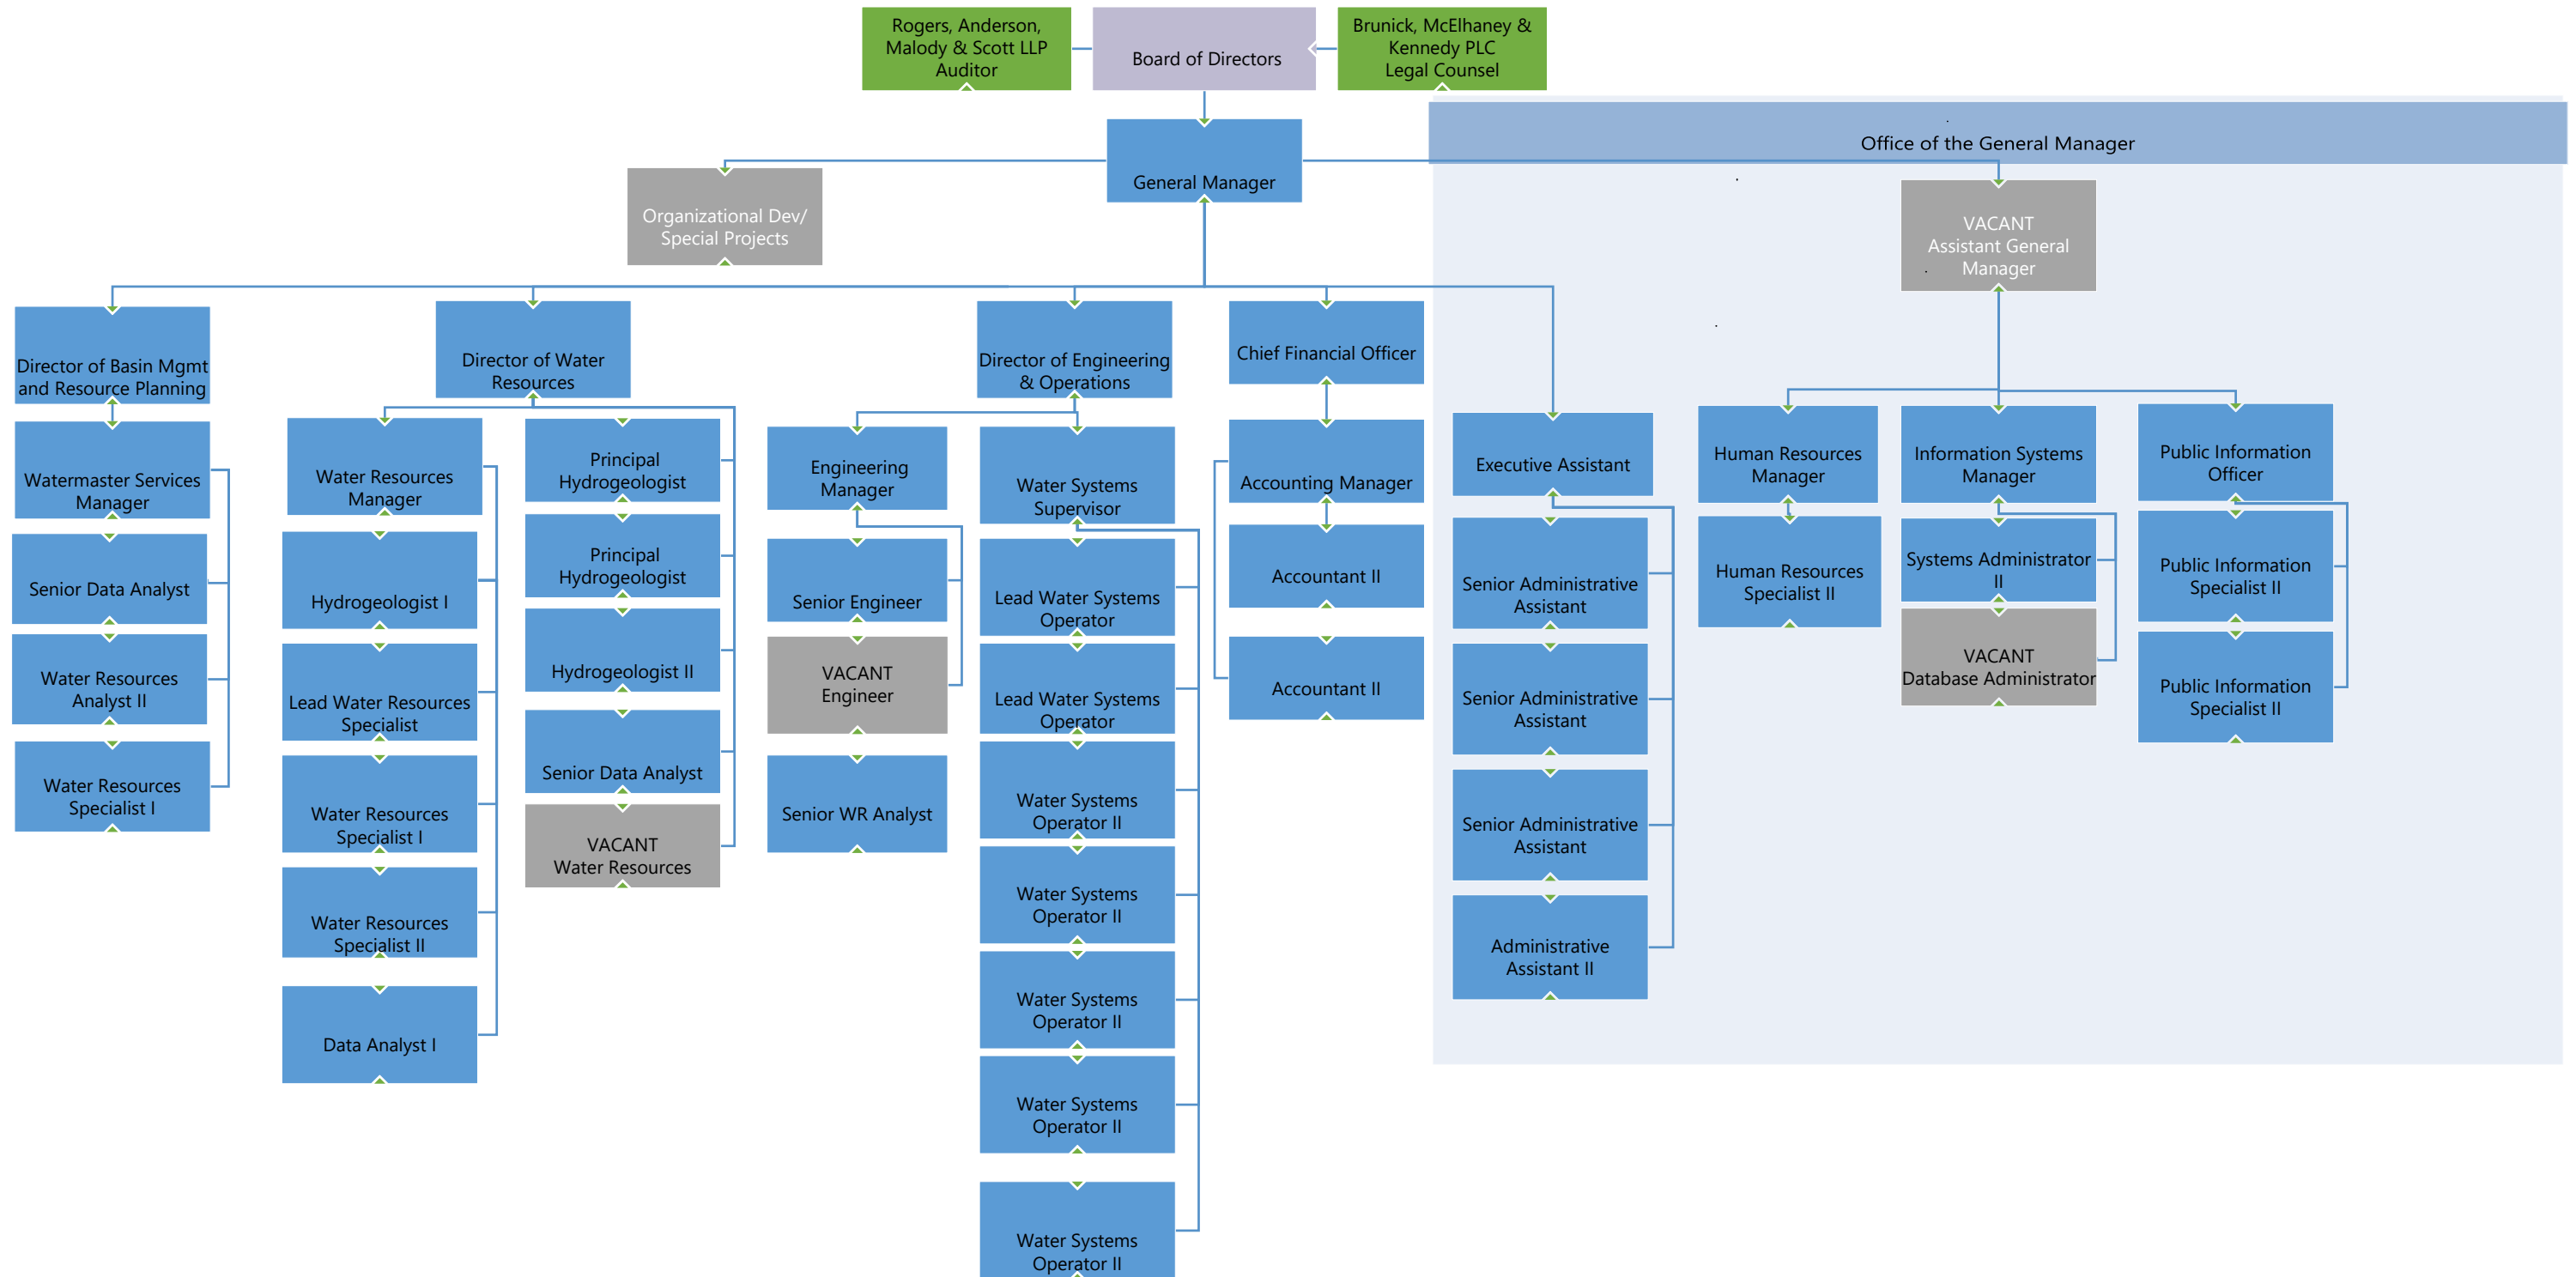 Rogers, Anderson,
Malody & Scott LLP
Auditor
Board of Directors
Brunick, McElhaney &
Kennedy PLC
Legal Counsel
Office of the General Manager
General Manager
Organizational Dev/
Special Projects
VACANT
Assistant General
Manager
Director of Basin Mgmt
and Resource Planning
Watermaster Services
Manager
Senior Data Analyst
Water Resources
Analyst II
Water Resources
Specialist I
Director of Water
Resources
Water Resources
Manager
Hydrogeologist I
Lead Water Resources
Specialist
Water Resources
Specialist I
Water Resources
Specialist II
Data Analyst I
Principal
Hydrogeologist
Principal
Hydrogeologist
Hydrogeologist II
Senior Data Analyst
VACANT
Water Resources
Director of Engineering
& Operations
Engineering
Manager
Senior Engineer
VACANT
Engineer
Senior WR Analyst
Water Systems
Supervisor
Lead Water Systems
Operator
Lead Water Systems
Operator
Water Systems
Operator II
Water Systems
Operator II
Water Systems
Operator II
Water Systems
Operator II
Water Systems
Operator II
Chief Financial Officer
Accounting Manager
Accountant II
Accountant II
Executive Assistant
Senior Administrative
Assistant
Senior Administrative
Assistant
Senior Administrative
Assistant
Administrative
Assistant II
Human Resources
Manager
Human Resources
Specialist II
Information Systems
Manager
Systems Administrator
II
VACANT
Database Administrator
Public Information
Officer
Public Information
Specialist II
Public Information
Specialist II